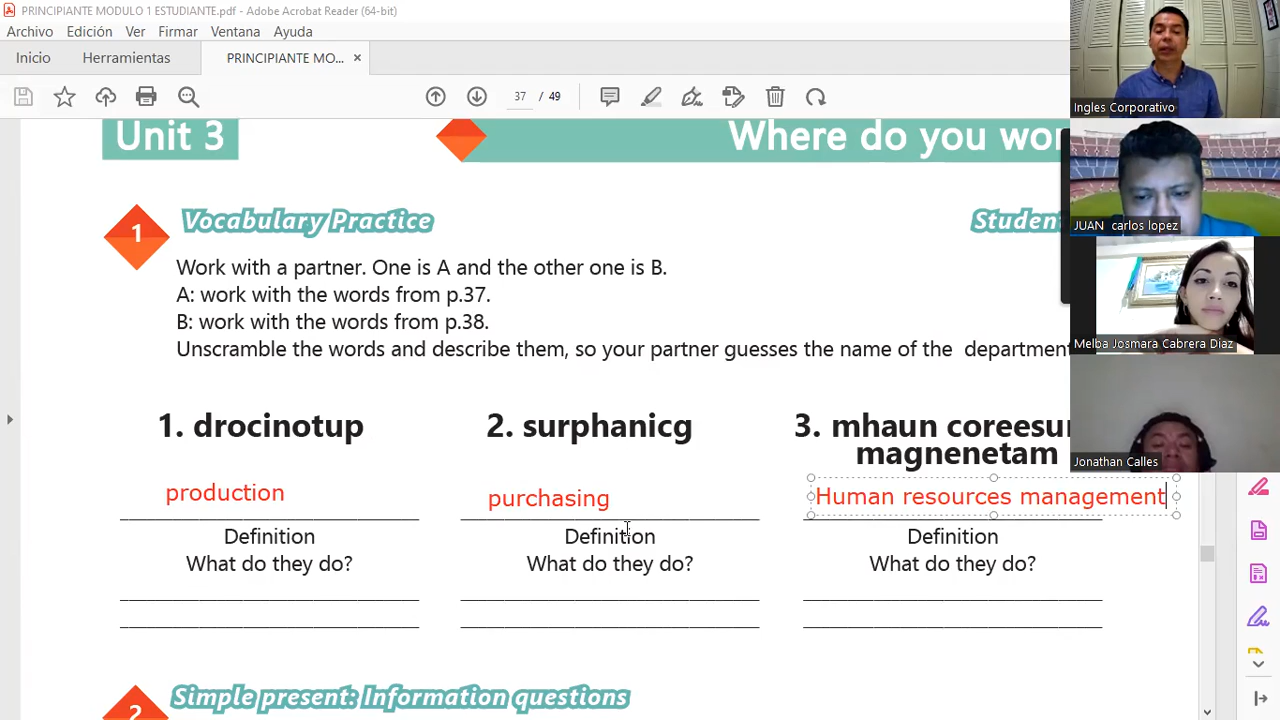 PRINCIPIANTE MODULO 1 ESTUDIANTE.pdf - Adobe Acrobat Reader (64-bit)
Archivo Edición Ver Firmar Ventana Ayuda
Inicio Herramientas PRINCIPIANTE MO... ×
37 / 49
Unit 3
Where do you wor
1
Vocabulary Practice
Student
Work with a partner. One is A and the other one is B.
A: work with the words from p.37.
B: work with the words from p.38.
Unscramble the words and describe them, so your partner guesses the name of the department
1. drocinotup
2. surphanicg
3. mhaun coreesur
magnenetam
production
purchasing
Human resources management
Definition
Definition
Definition
What do they do?
What do they do?
What do they do?
2
Simple present: Information questions
Ingles Corporativo
JUAN carlos lopez
Melba Josmara Cabrera Diaz
Jonathan Calles